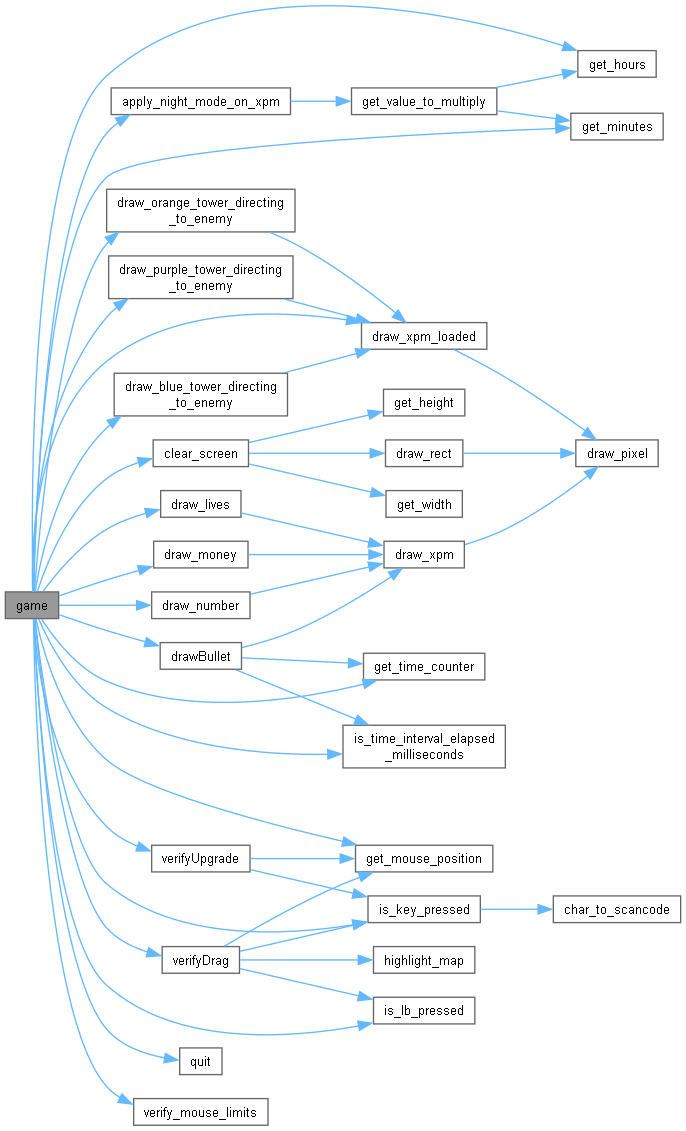 get_hours
apply_night_mode_on_xpm
get_value_to_multiply
get_minutes
draw_orange_tower_directing
_to_enemy
draw_purple_tower_directing
_to_enemy
draw_xpm_loaded
draw_blue_tower_directing
_to_enemy
get_height
clear_screen
draw_rect
draw_pixel
get_width
draw_lives
draw_money
draw_xpm
game
draw_number
drawBullet
get_time_counter
is_time_interval_elapsed
_milliseconds
verifyUpgrade
get_mouse_position
is_key_pressed
char_to_scancode
verifyDrag
highlight_map
is_lb_pressed
quit
verify_mouse_limits